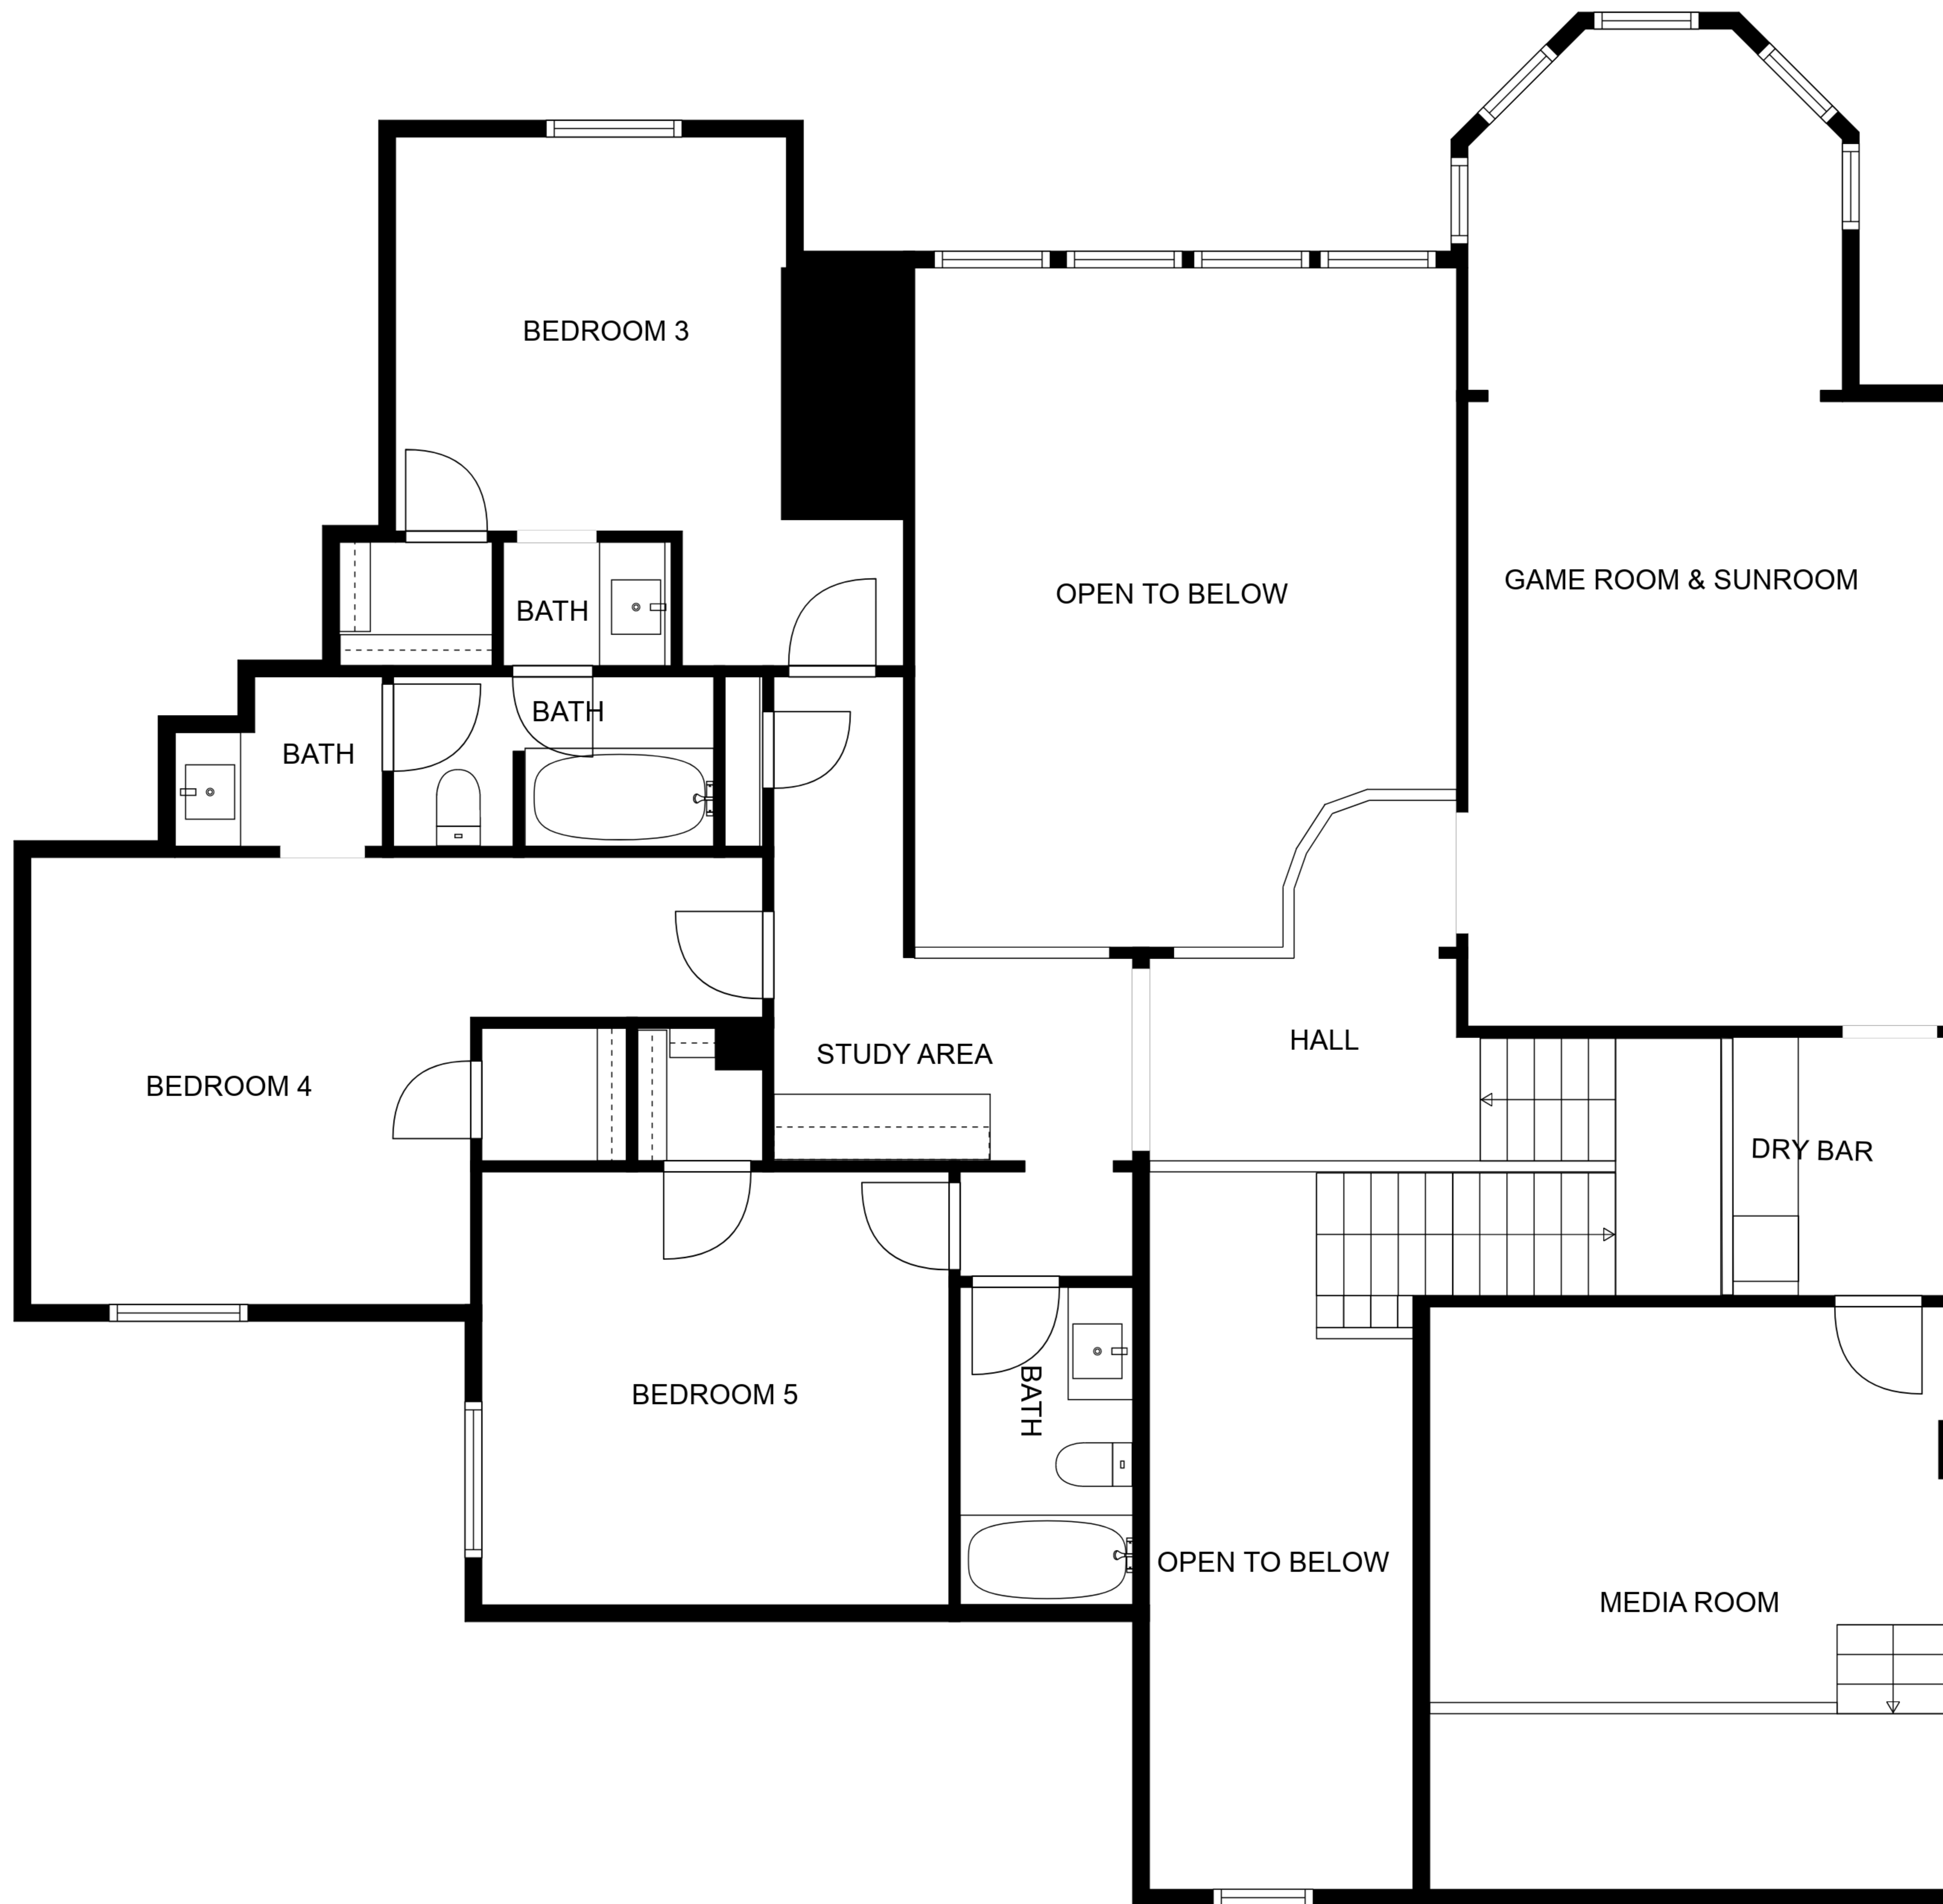 BEDROOM 3
OPEN TO BELOW
GAME ROOM & SUNROOM
BATH
BATH
BATH
STUDY AREA
HALL
BEDROOM 4
DRY BAR
BEDROOM 5
BATH
OPEN TO BELOW
MEDIA ROOM